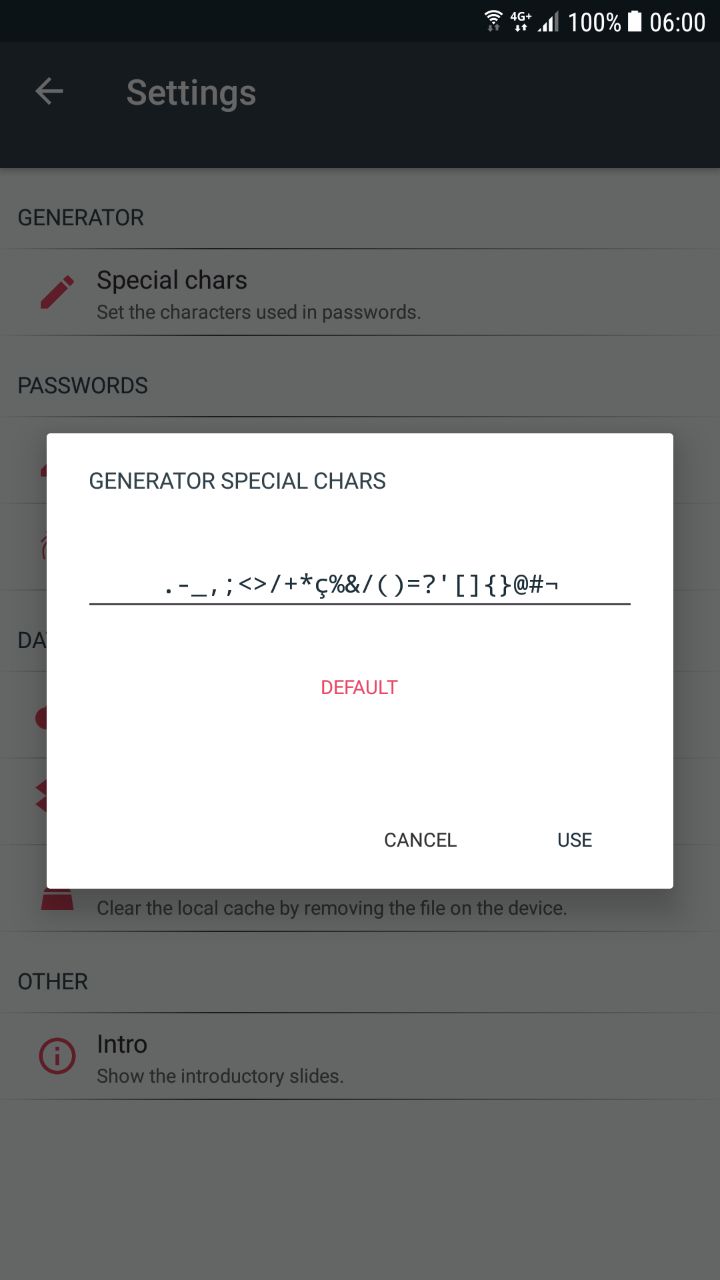 4G+ 100% 06:00
Settings
GENERATOR
Special chars
Set the characters used in passwords.
PASSWORDS
GENERATOR SPECIAL CHARS
.-_,;<>/+*ç%&/()=?'[]{}@#¬
DA
DEFAULT
CANCEL USE
Clear the local cache by removing the file on the device.
OTHER
Intro
Show the introductory slides.